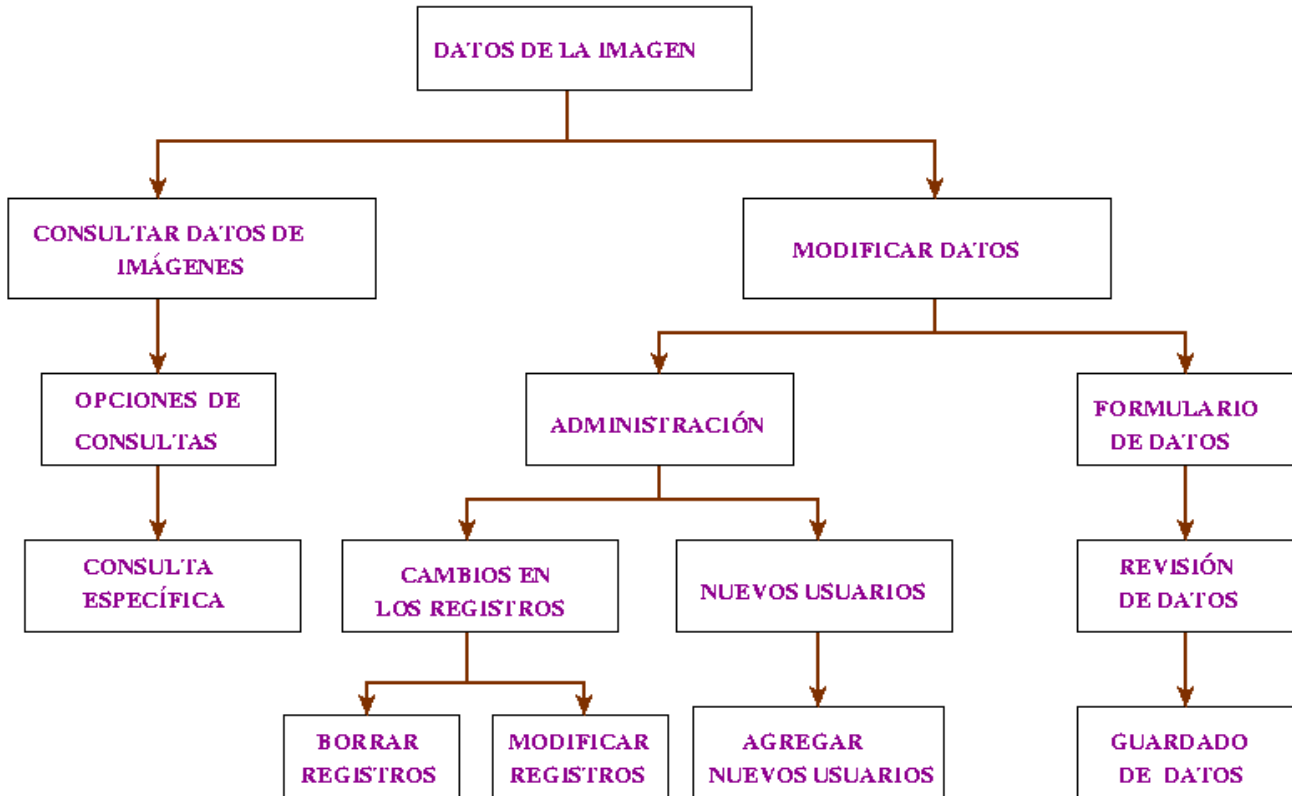 DATOS DE LA IMAGEN
CONSULTAR DATOS DE
IMÁGENES
MODIFICAR DATOS
OPCIONES DE
CONSULTAS
ADMINISTRACIÓN
FORMULARIO
DE DATOS
CONSULTA
ESPECÍFICA
CAMBIOS EN
LOS REGISTROS
NUEVOS USUARIOS
REVISIÓN
DE DATOS
BORRAR
REGISTROS
MODIFICAR
REGISTROS
AGREGAR
NUEVOS USUARIOS
GUARDADO
DE DATOS